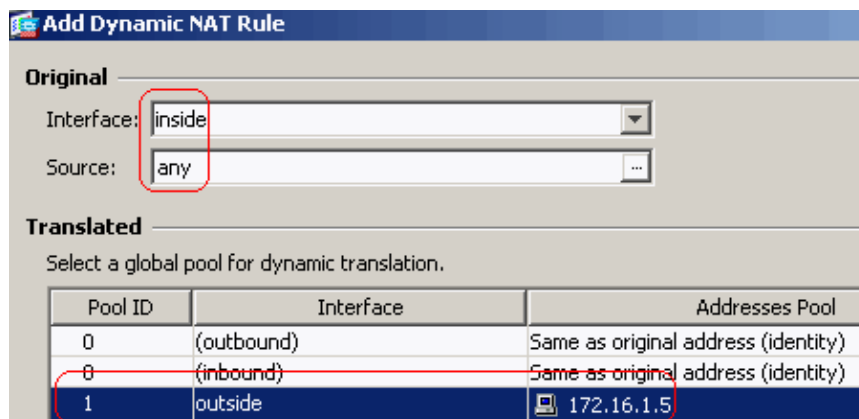 Add Dynamic NAT Rule
Original
Interface: inside
Source: any ...
Translated
Select a global pool for dynamic translation.
Pool ID Interface Addresses Pool
0 (outbound) Same as original address (identity)
0 (inbound) Same as original address (identity)
1 outside 172.16.1.5